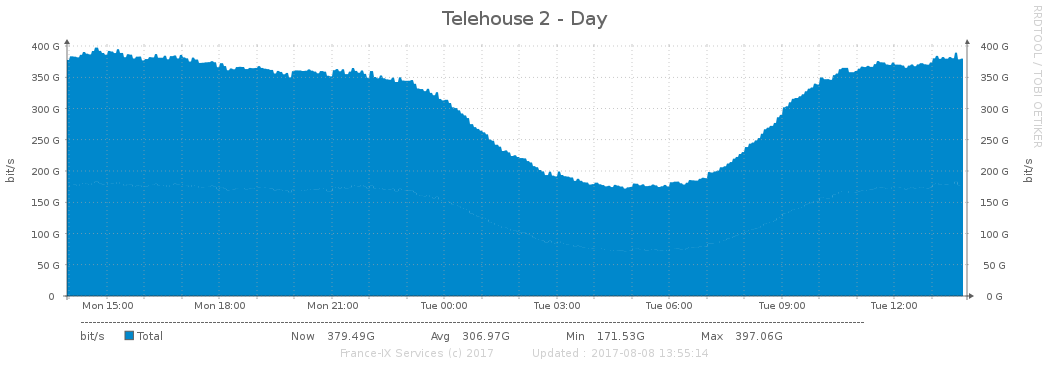 Telehouse 2 - Day
RRDTOOL / TOBI OETIKER
bit/s
bit/s
400 G 400 G
350 G 350 G
300 G 300 G
250 G 250 G
200 G 200 G
150 G 150 G
100 G 100 G
50 G 50 G
0 0 G
Mon 15:00 Mon 18:00 Mon 21:00 Tue 00:00 Tue 03:00 Tue 06:00 Tue 09:00 Tue 12:00
bit/s Total Now 379.49G Avg 306.97G Min 171.53G Max 397.06G
France-IX Services (c) 2017 Updated : 2017-08-08 13:55:14